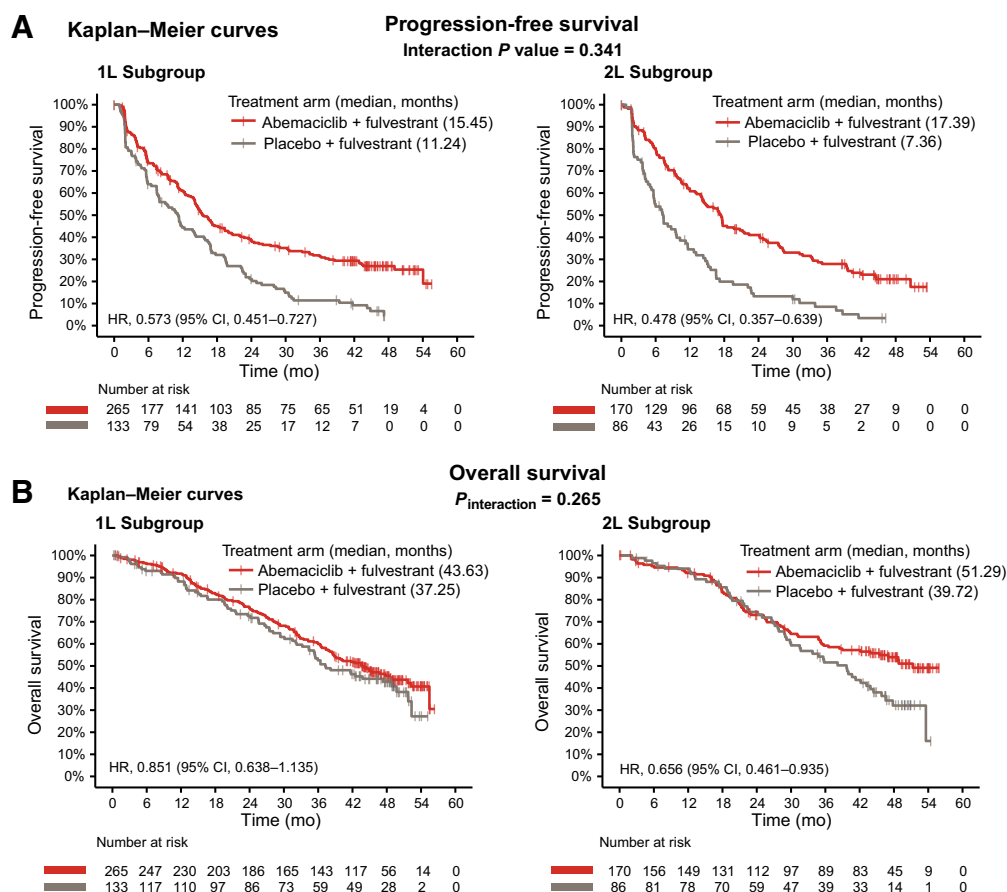 A
Kaplan–Meier curves
Progression-free survival
Interaction P value = 0.341
1L Subgroup
Treatment arm (median, months)
Abemaciclib + fulvestrant (15.45)
Placebo + fulvestrant (11.24)
Progression-free survival
100%
90%
80%
70%
60%
50%
40%
30%
20%
10%
0%
HR, 0.573 (95% CI, 0.451–0.727)
0 6 12 18 24 30 36 42 48 54 60
Time (mo)
Number at risk
265 177 141 103 85 75 65 51 19 4 0
133 79 54 38 25 17 12 7 0 0 0
2L Subgroup
Treatment arm (median, months)
Abemaciclib + fulvestrant (17.39)
Placebo + fulvestrant (7.36)
Progression-free survival
100%
90%
80%
70%
60%
50%
40%
30%
20%
10%
0%
HR, 0.478 (95% CI, 0.357–0.639)
0 6 12 18 24 30 36 42 48 54 60
Time (mo)
Number at risk
170 129 96 68 59 45 38 27 9 0 0
86 43 26 15 10 9 5 2 0 0 0
B
Kaplan–Meier curves
Overall survival
Pinteraction = 0.265
1L Subgroup
Treatment arm (median, months)
Abemaciclib + fulvestrant (43.63)
Placebo + fulvestrant (37.25)
Overall survival
100%
90%
80%
70%
60%
50%
40%
30%
20%
10%
0%
HR, 0.851 (95% CI, 0.638–1.135)
0 6 12 18 24 30 36 42 48 54 60
Time (mo)
Number at risk
265 247 230 203 186 165 143 117 56 14 0
133 117 110 97 86 73 59 49 28 2 0
2L Subgroup
Treatment arm (median, months)
Abemaciclib + fulvestrant (51.29)
Placebo + fulvestrant (39.72)
Overall survival
100%
90%
80%
70%
60%
50%
40%
30%
20%
10%
0%
HR, 0.656 (95% CI, 0.461–0.935)
0 6 12 18 24 30 36 42 48 54 60
Time (mo)
Number at risk
170 156 149 131 112 97 89 83 45 9 0
86 81 78 70 59 47 39 33 14 1 0